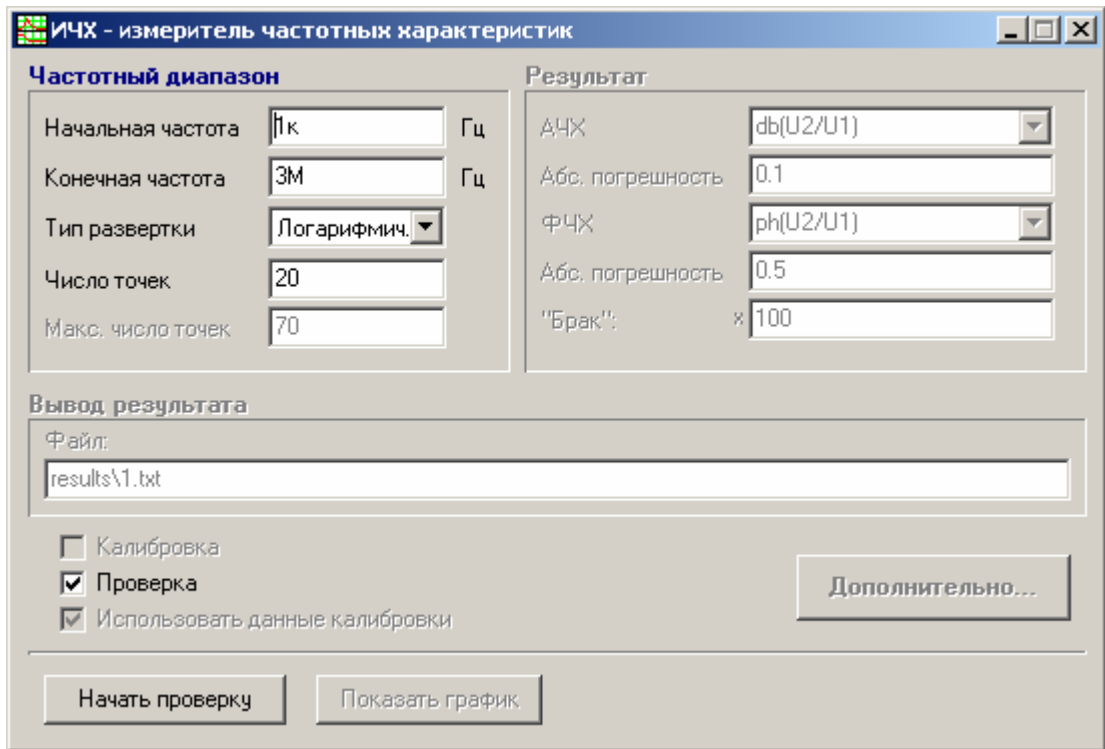 ИЧХ - измеритель частотных характеристик
Частотный диапазон
Начальная частота 1к Гц
Конечная частота 3М Гц
Тип развертки Логарифмич.
Число точек 20
Макс. число точек 70
Результат
АЧХ db(U2/U1)
Абс. погрешность 0.1
ФЧХ ph(U2/U1)
Абс. погрешность 0.5
"Брак": × 100
Вывод результата
Файл:
results\1.txt
Калибровка
Проверка
Использовать данные калибровки
Дополнительно...
Начать проверку
Показать график